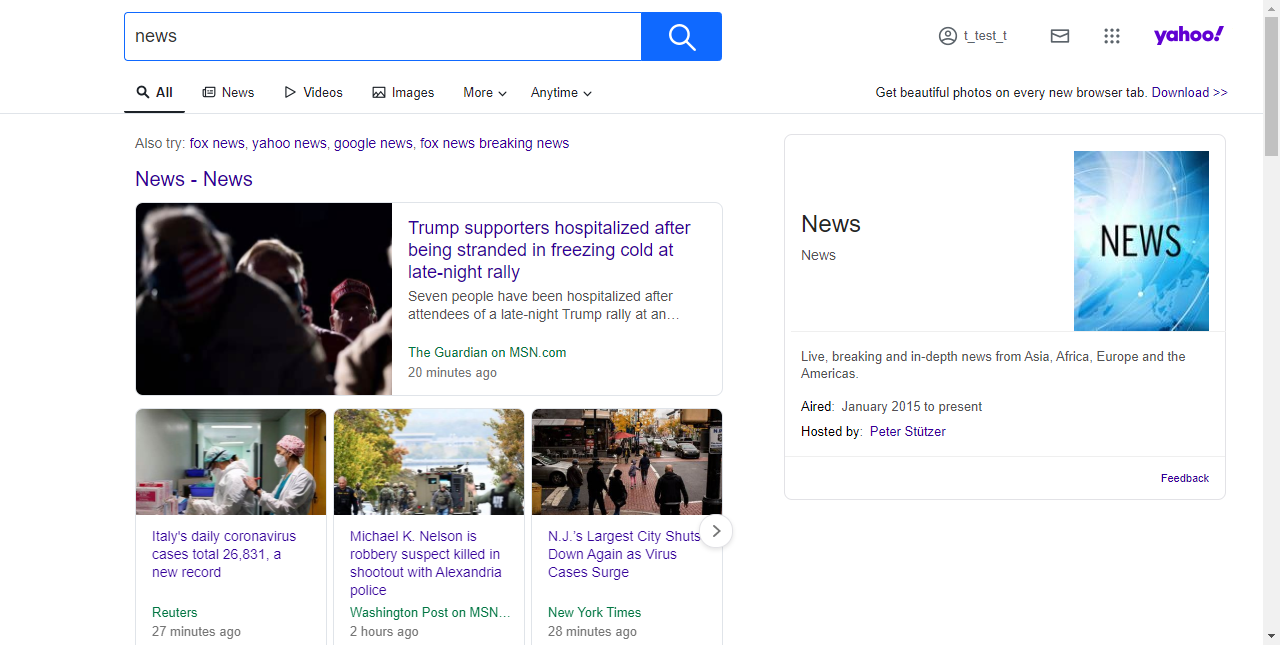 news
t_test_t
yahoo!
All
News
Videos
Images
More
Anytime
Get beautiful photos on every new browser tab. Download >>
Also try: fox news, yahoo news, google news, fox news breaking news
News - News
Trump supporters hospitalized after
being stranded in freezing cold at
late-night rally
Seven people have been hospitalized after
attendees of a late-night Trump rally at an…
The Guardian on MSN.com
20 minutes ago
Italy's daily coronavirus
cases total 26,831, a
new record
Reuters
27 minutes ago
Michael K. Nelson is
robbery suspect killed in
shootout with Alexandria
police
Washington Post on MSN…
2 hours ago
N.J.'s Largest City Shuts
Down Again as Virus
Cases Surge
New York Times
28 minutes ago
News
News
NEWS
Live, breaking and in-depth news from Asia, Africa, Europe and the
Americas.
Aired: January 2015 to present
Hosted by: Peter Stützer
Feedback